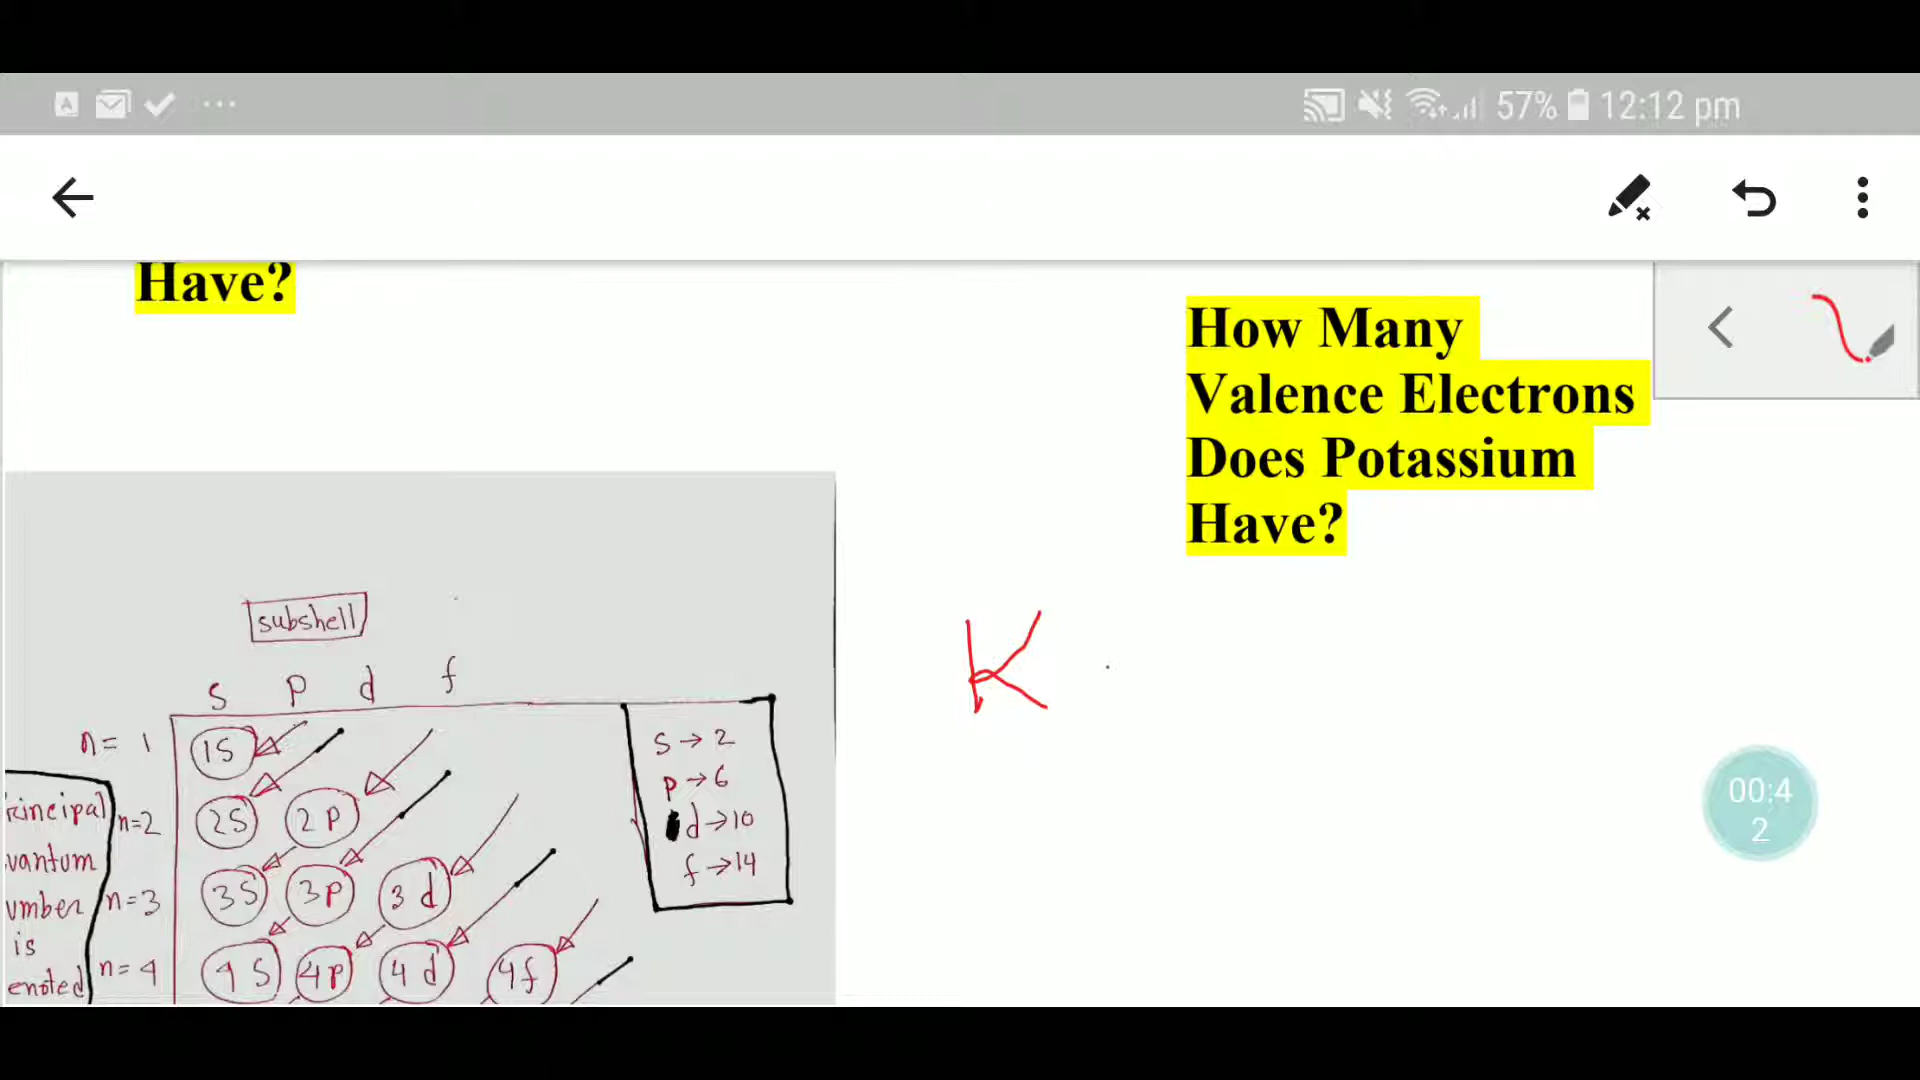 57% 12:12 pm
Have?
How Many
Valence Electrons
Does Potassium
Have?
K
subshell
s p d f
n= 1 1S
n=2 2S 2p
n=3 3S 3p 3d
n=4 4S 4p 4d 4f
s→2
p→6
d→10
f→14
rincipal
uantum
umber
is
enoted
00:4
2